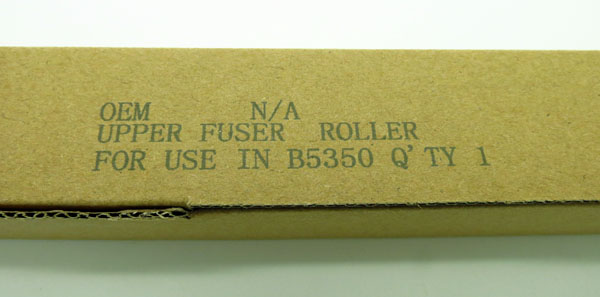 OEM N/A
UPPER FUSER ROLLER
FOR USE IN B5350 Q'TY 1